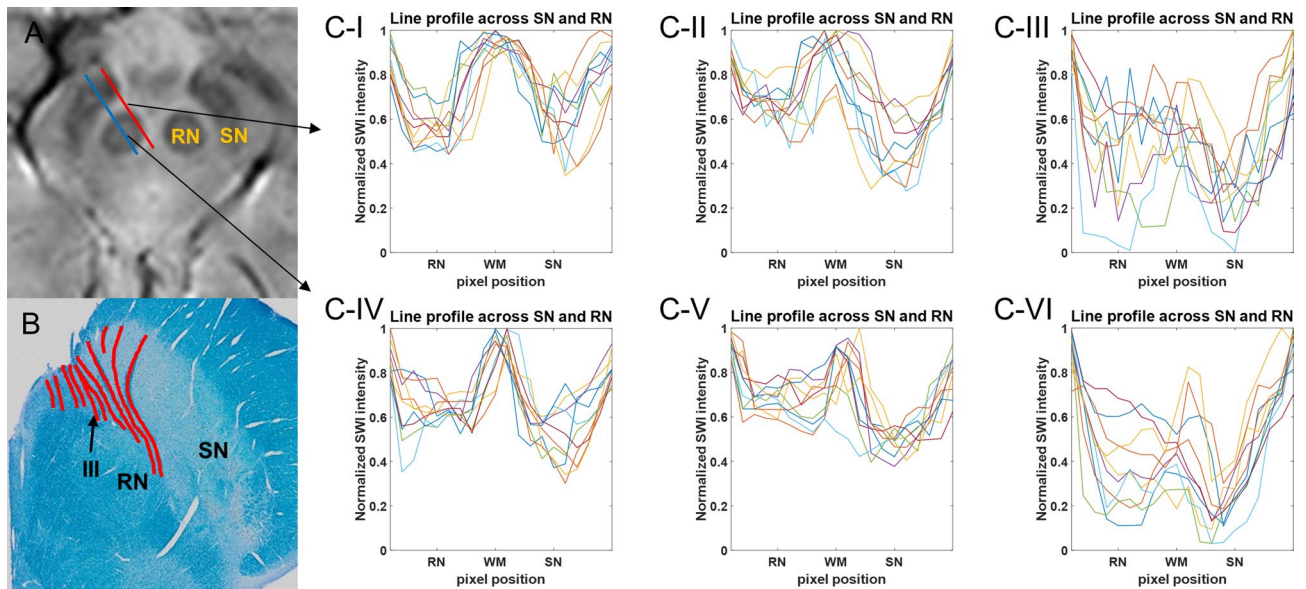 A
RN SN
B
III
RN
SN
C-I
Line profile across SN and RN
Normalized SWI intensity
1
0.8
0.6
0.4
0.2
0
RN WM SN
pixel position
C-II
Line profile across SN and RN
Normalized SWI intensity
1
0.8
0.6
0.4
0.2
0
RN WM SN
pixel position
C-III
Line profile across SN and RN
Normalized SWI intensity
1
0.8
0.6
0.4
0.2
0
RN WM SN
pixel position
C-IV
Line profile across SN and RN
Normalized SWI intensity
1
0.8
0.6
0.4
0.2
0
RN WM SN
pixel position
C-V
Line profile across SN and RN
Normalized SWI intensity
1
0.8
0.6
0.4
0.2
0
RN WM SN
pixel position
C-VI
Line profile across SN and RN
Normalized SWI intensity
1
0.8
0.6
0.4
0.2
0
RN WM SN
pixel position